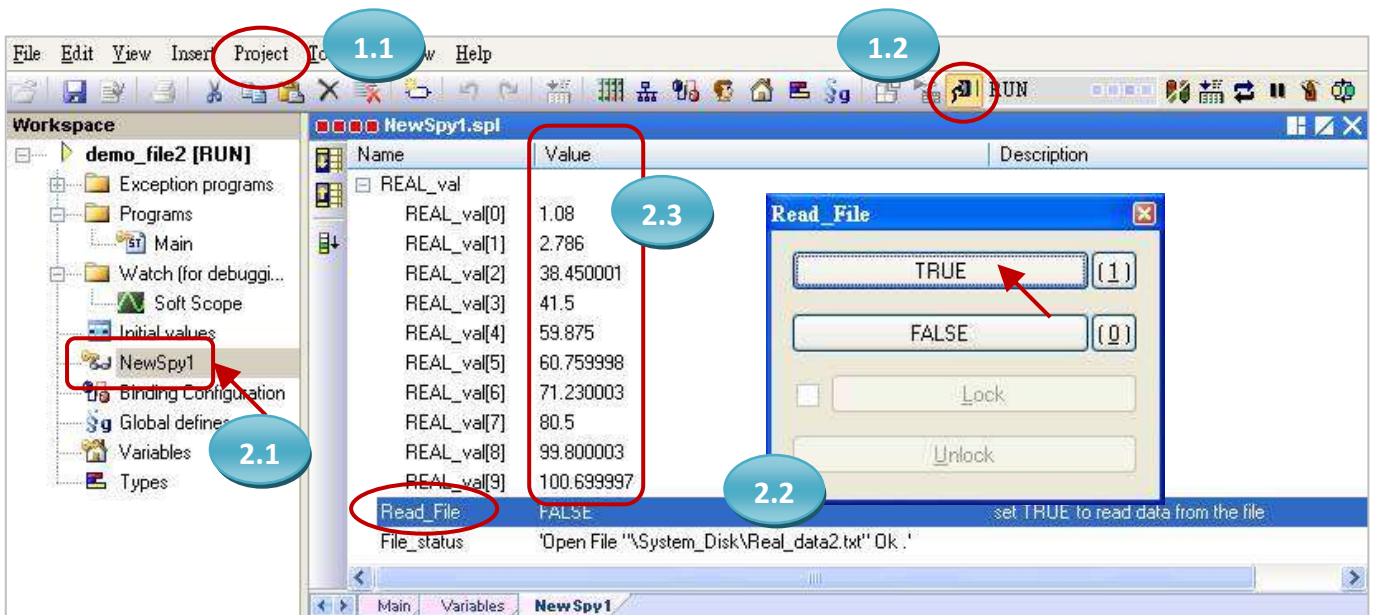 File Edit View Insert Project 1.1 Help
1.2
RUN
Workspace
NewSpy1.spl
demo_file2 [RUN]
Exception programs
Programs
Main
Watch (for debuggi...
Soft Scope
Initial values
NewSpy1
Binding Configuration
Global defines
Variables
Types
2.1
Name Value Description
REAL_val
REAL_val[0] 1.08
REAL_val[1] 2.786
REAL_val[2] 38.450001
REAL_val[3] 41.5
REAL_val[4] 59.875
REAL_val[5] 60.759998
REAL_val[6] 71.230003
REAL_val[7] 80.5
REAL_val[8] 99.800003
REAL_val[9] 100.699997
Read_File FALSE set TRUE to read data from the file
File_status 'Open File "\System_Disk\Real_data2.txt" Ok .'
2.3
Read_File
TRUE (1)
FALSE (0)
Lock
Unlock
2.2
Main Variables NewSpy1